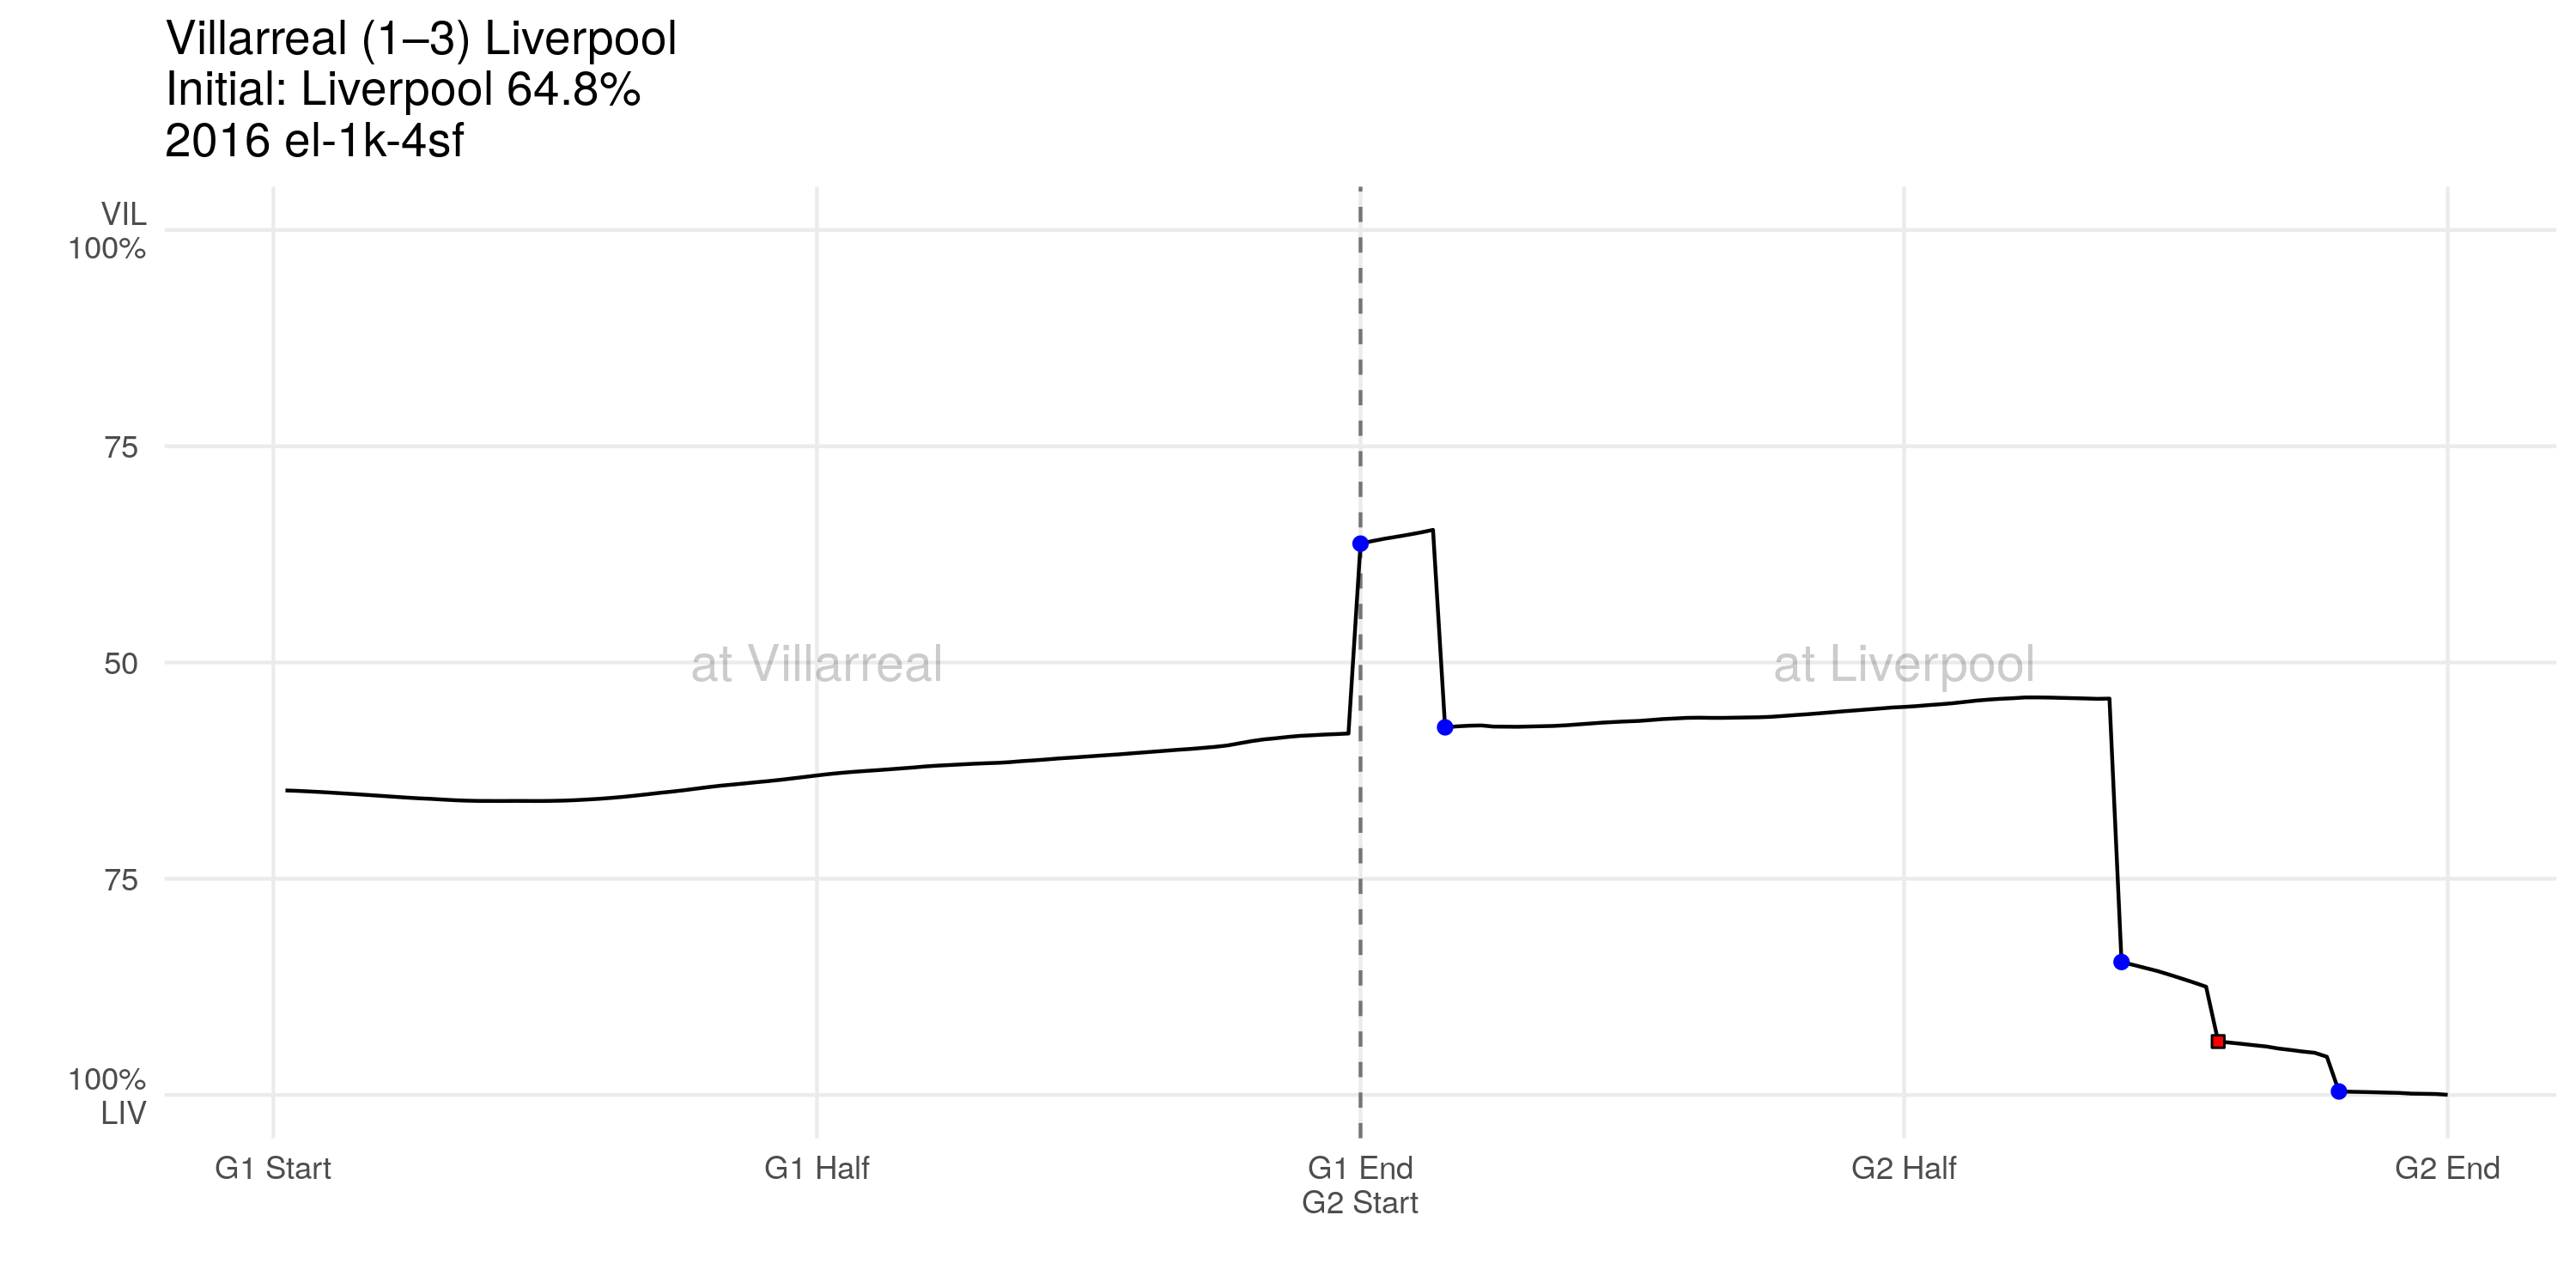 Villarreal (1–3) Liverpool
Initial: Liverpool 64.8%
2016 el-1k-4sf
VIL
100%
75
50
75
100%
LIV
at Villarreal
at Liverpool
G1 Start
G1 Half
G1 End
G2 Start
G2 Half
G2 End